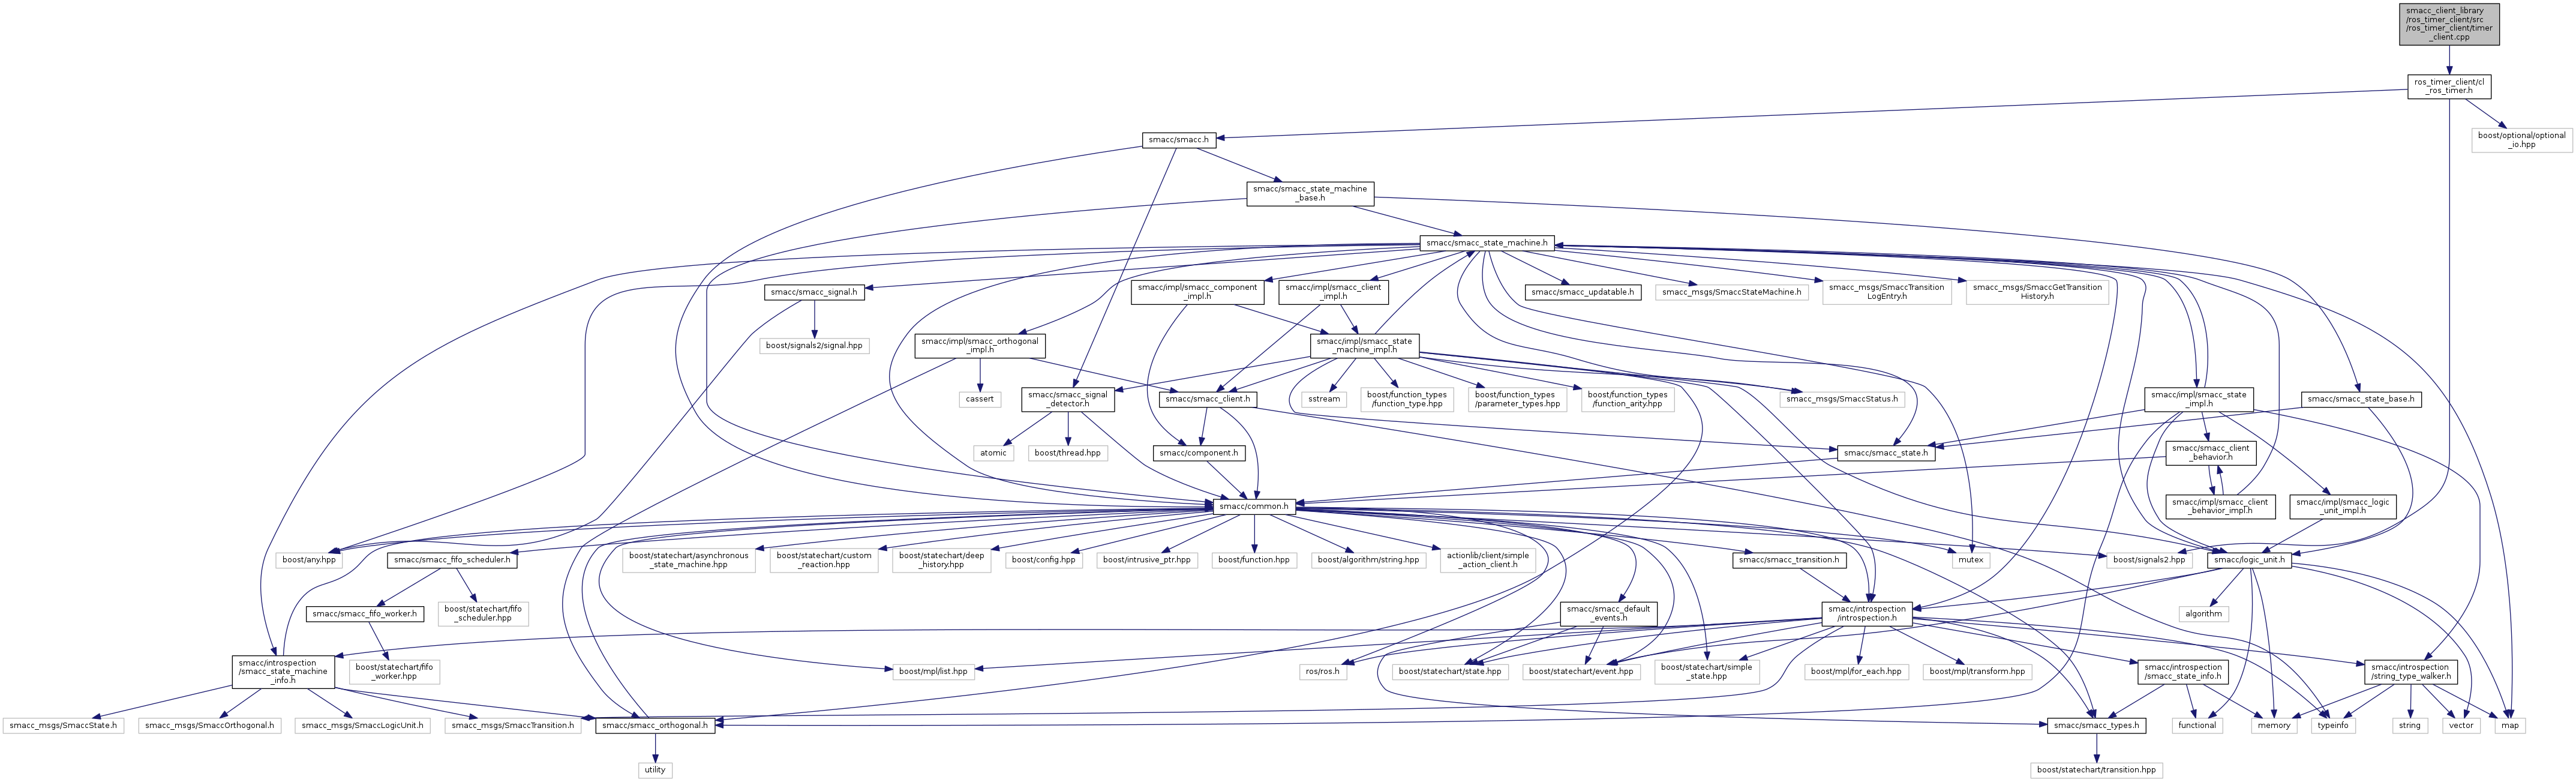 smacc_client_library
/ros_timer_client/src
/ros_timer_client/timer
_client.cpp
ros_timer_client/cl
_ros_timer.h
smacc/smacc.h
boost/optional/optional
_io.hpp
smacc/smacc_state_machine
_base.h
smacc/smacc_state_machine.h
smacc/smacc_signal.h
smacc/impl/smacc_component
_impl.h
smacc/impl/smacc_client
_impl.h
smacc/smacc_updatable.h
smacc_msgs/SmaccStateMachine.h
smacc_msgs/SmaccTransition
LogEntry.h
smacc_msgs/SmaccGetTransition
History.h
boost/signals2/signal.hpp
smacc/impl/smacc_orthogonal
_impl.h
smacc/impl/smacc_state
_machine_impl.h
cassert
smacc/smacc_signal
_detector.h
smacc/smacc_client.h
sstream
boost/function_types
/function_type.hpp
boost/function_types
/parameter_types.hpp
boost/function_types
/function_arity.hpp
smacc_msgs/SmaccStatus.h
smacc/impl/smacc_state
_impl.h
smacc/smacc_state_base.h
atomic
boost/thread.hpp
smacc/component.h
smacc/smacc_state.h
smacc/smacc_client
_behavior.h
smacc/common.h
smacc/impl/smacc_client
_behavior_impl.h
smacc/impl/smacc_logic
_unit_impl.h
boost/any.hpp
smacc/smacc_fifo_scheduler.h
boost/statechart/asynchronous
_state_machine.hpp
boost/statechart/custom
_reaction.hpp
boost/statechart/deep
_history.hpp
boost/config.hpp
boost/intrusive_ptr.hpp
boost/function.hpp
boost/algorithm/string.hpp
actionlib/client/simple
_action_client.h
smacc/smacc_transition.h
mutex
boost/signals2.hpp
smacc/logic_unit.h
smacc/smacc_fifo_worker.h
boost/statechart/fifo
_scheduler.hpp
smacc/smacc_default
_events.h
smacc/introspection
/introspection.h
algorithm
smacc/introspection
/smacc_state_machine
_info.h
boost/statechart/fifo
_worker.hpp
boost/mpl/list.hpp
ros/ros.h
boost/statechart/state.hpp
boost/statechart/event.hpp
boost/statechart/simple
_state.hpp
boost/mpl/for_each.hpp
boost/mpl/transform.hpp
smacc/introspection
/smacc_state_info.h
smacc/introspection
/string_type_walker.h
smacc_msgs/SmaccState.h
smacc_msgs/SmaccOrthogonal.h
smacc_msgs/SmaccLogicUnit.h
smacc_msgs/SmaccTransition.h
smacc/smacc_orthogonal.h
smacc/smacc_types.h
functional
memory
typeinfo
string
vector
map
utility
boost/statechart/transition.hpp